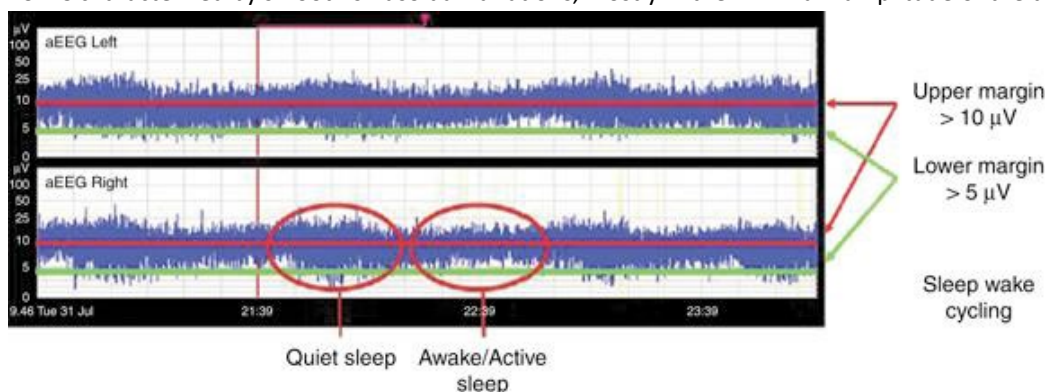 µV
100
50
25
10
5
0
aEEG Left
µV
100
50
25
10
5
0
aEEG Right
9.46 Tue 31 Jul 21:39 22:39 23:39
Quiet sleep
Awake/Active
sleep
Upper margin
> 10 µV
Lower margin
> 5 µV
Sleep wake
cycling